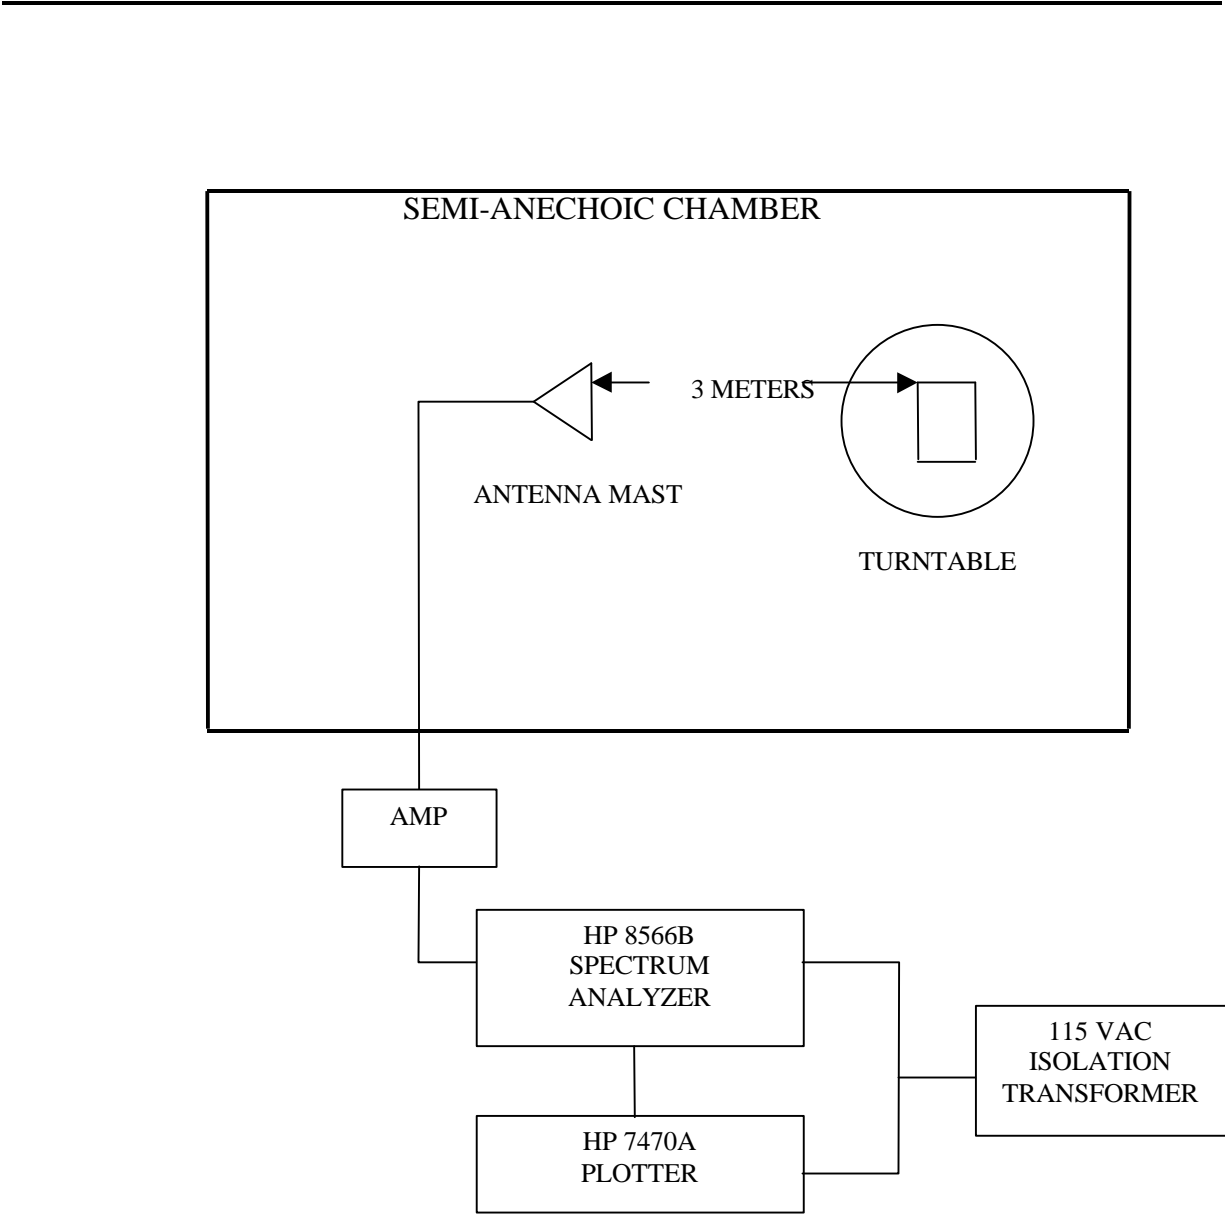 SEMI-ANECHOIC CHAMBER
3 METERS
ANTENNA MAST
TURNTABLE
AMP
HP 8566B
SPECTRUM
ANALYZER
115 VAC
ISOLATION
TRANSFORMER
HP 7470A
PLOTTER